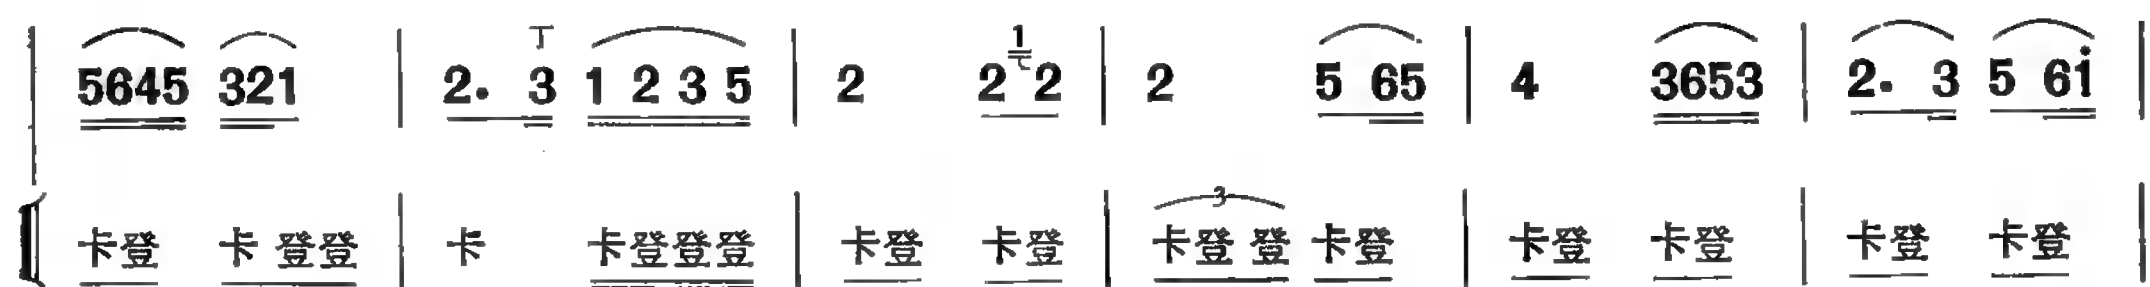 5645 321 | 2. 3 1 2 3 5 | 2 2 2 | 2 5 65 | 4 3653 | 2. 3 5 6i |
卡登 卡 登登 | 卡 卡登登登 | 卡登 卡登 | 卡登 登 卡登 | 卡登 卡登 | 卡登 卡登 |